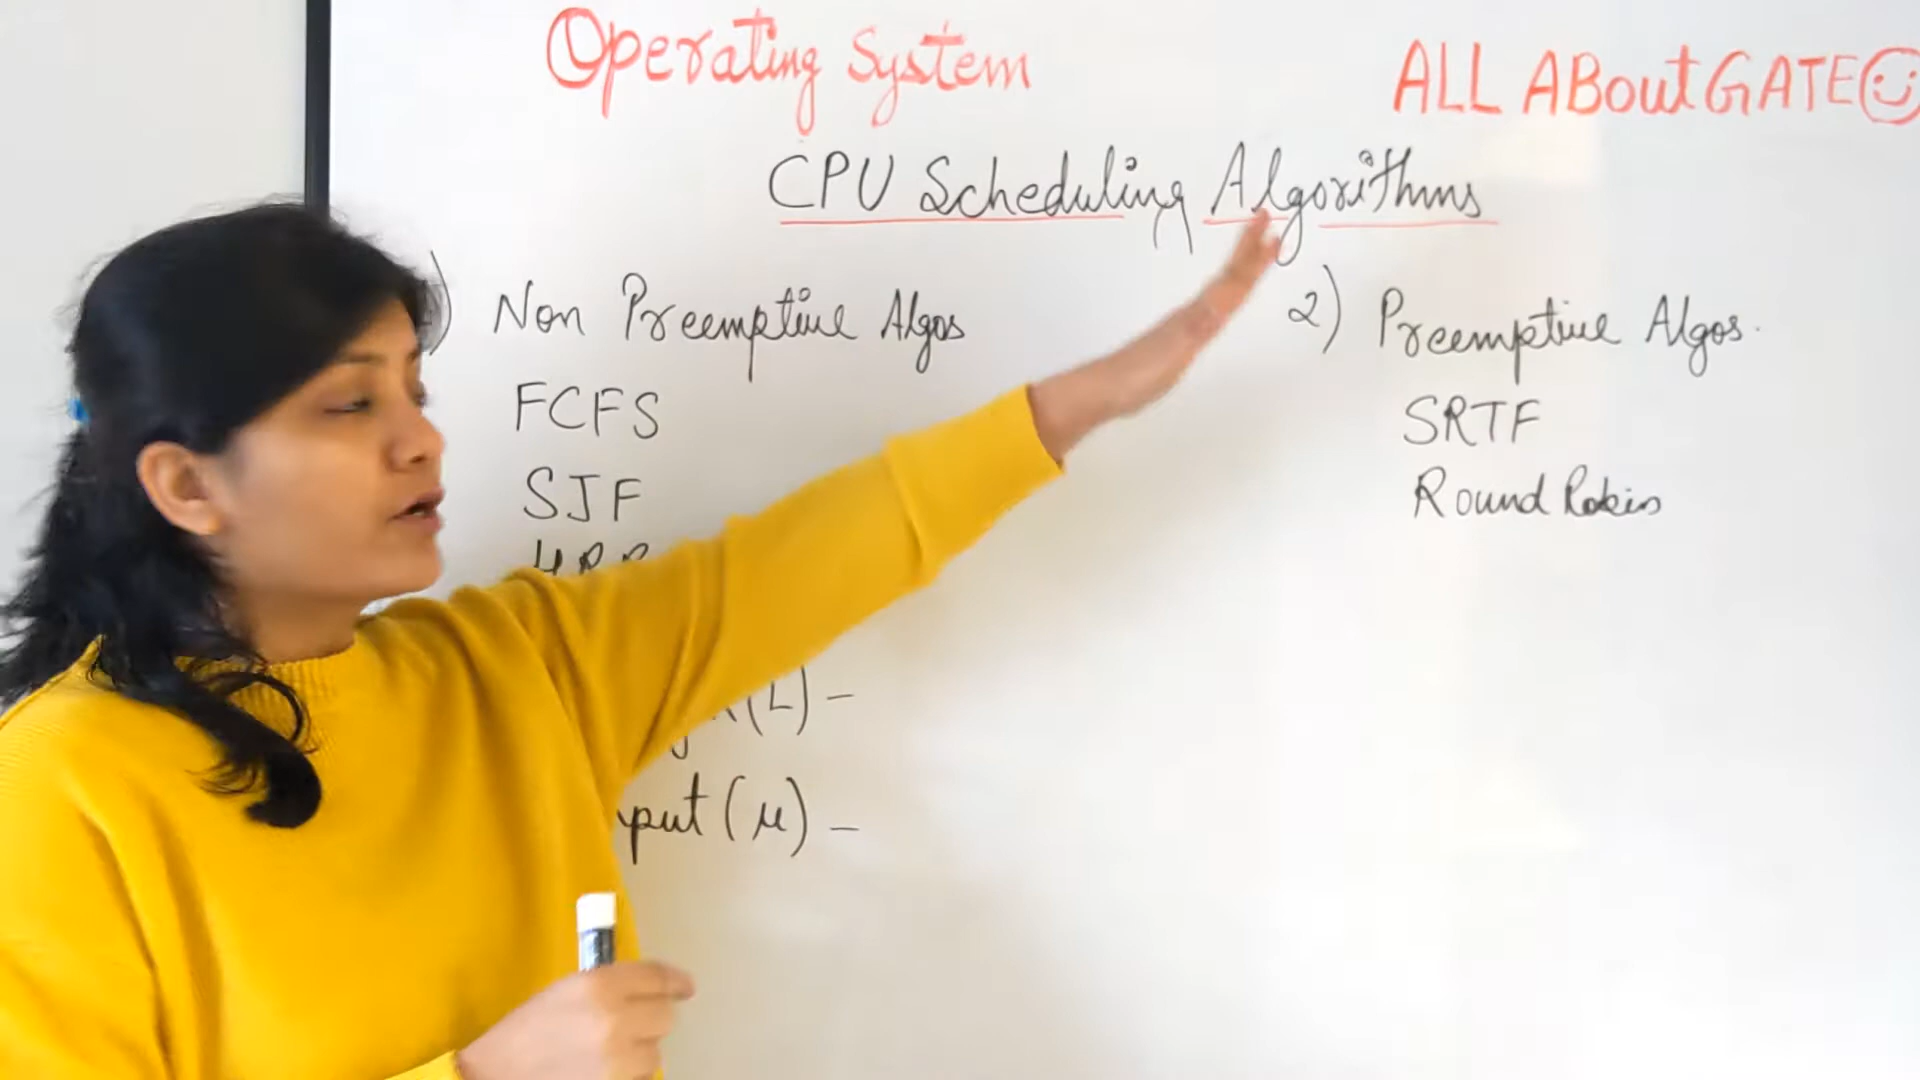 Operating System
ALL ABout GATE
CPU Scheduling Algorithms
) Non Preemptive Algos
FCFS
SJF
(L) –
put (μ) –
2) Preemptive Algos.
SRTF
Round Robin